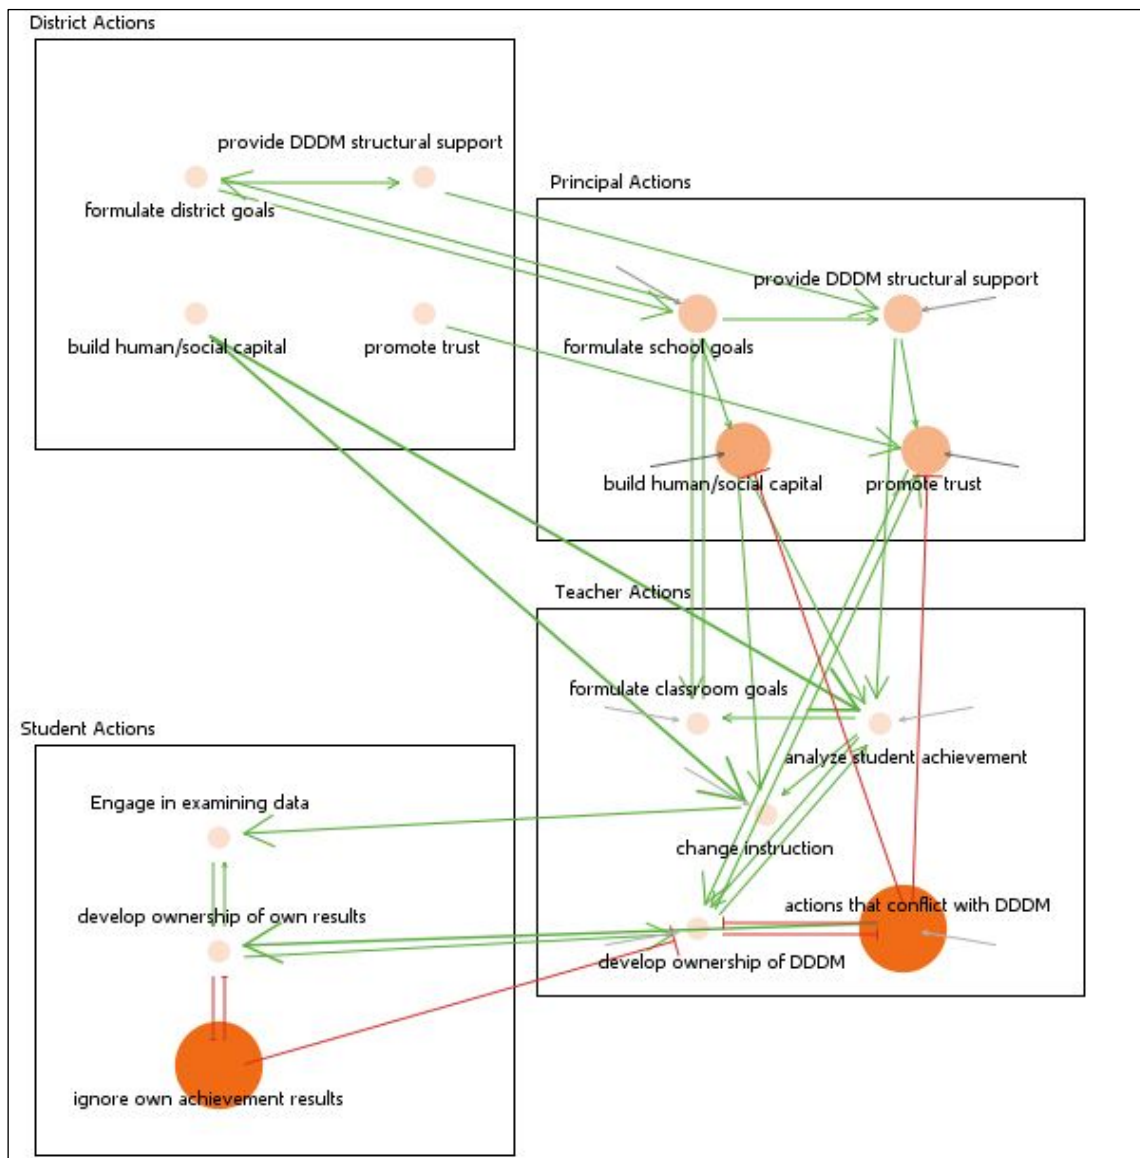 District Actions
provide DDDM structural support
formulate district goals
build human/social capital
promote trust
Principal Actions
provide DDDM structural support
formulate school goals
build human/social capital
promote trust
Teacher Actions
formulate classroom goals
analyze student achievement
change instruction
actions that conflict with DDDM
develop ownership of DDDM
Student Actions
Engage in examining data
develop ownership of own results
ignore own achievement results